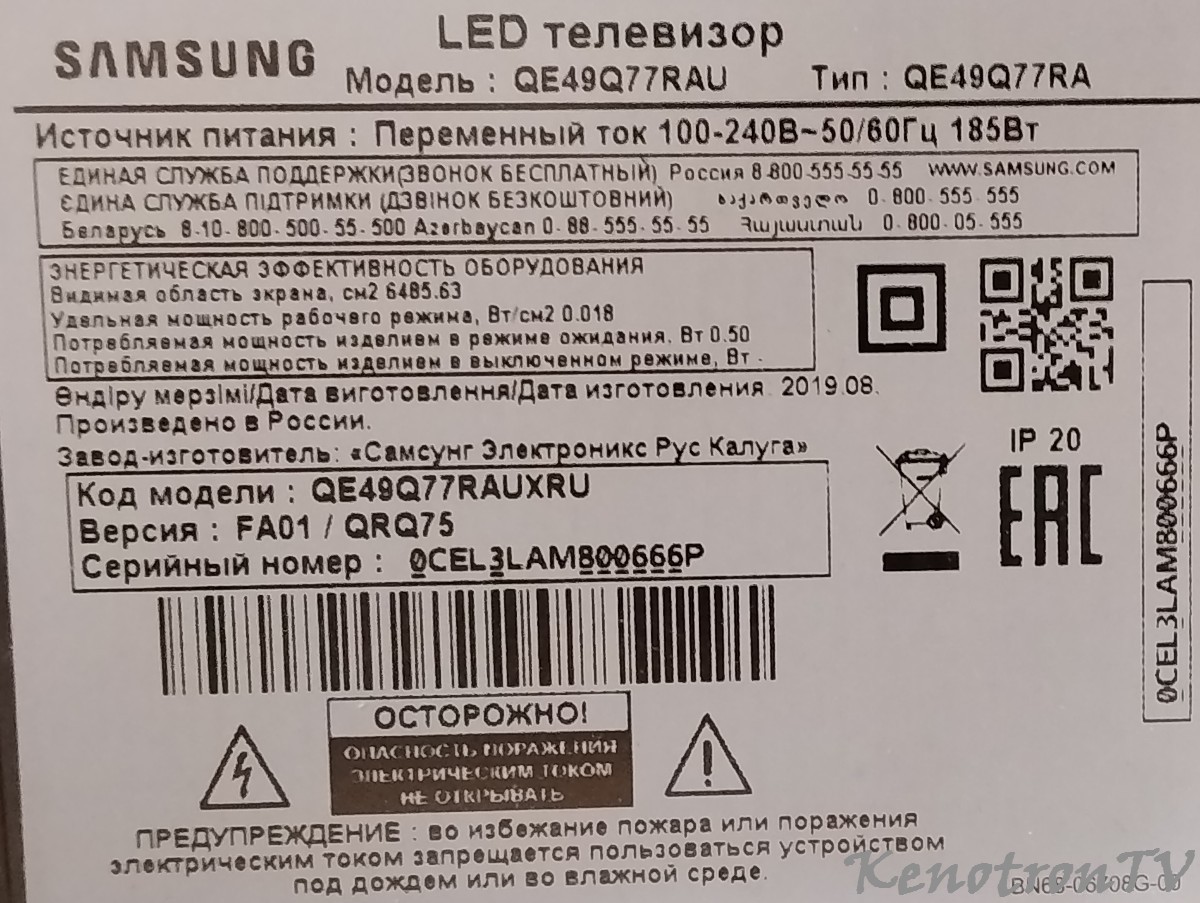 SAMSUNG
LED телевизор
Модель : QE49Q77RAU Тип : QE49Q77RA
Источник питания : Переменный ток 100-240В~50/60Гц 185Вт
ЕДИНАЯ СЛУЖБА ПОДДЕРЖКИ(ЗВОНОК БЕСПЛАТНЫЙ) Россия 8-800-555-55-55 WWW.SAMSUNG.COM
ЄДИНА СЛУЖБА ПІДТРИМКИ (ДЗВІНОК БЕЗКОШТОВНИЙ) საქართველო 0-800-555-555
Беларусь 8-10-800-500-55-500 Azərbaycan 0-88-555-55-55 Հայաստան 0-800-05-555
ЭНЕРГЕТИЧЕСКАЯ ЭФФЕКТИВНОСТЬ ОБОРУДОВАНИЯ
Видимая область экрана, см2 6485.63
Удельная мощность рабочего режима, Вт/см2 0.018
Потребляемая мощность изделием в режиме ожидания, Вт 0.50
Потребляемая мощность изделием в выключенном режиме, Вт -
Өндіру мерзімі/Дата виготовлення/Дата изготовления. 2019.08.
Произведено в России.
Завод-изготовитель: «Самсунг Электроникс Рус Калуга»
IP 20
EAC
Код модели : QE49Q77RAUXRU
Версия : FA01 / QRQ75
Серийный номер : 0CEL3LAM800666P
0CEL3LAM800666P
ОСТОРОЖНО!
ОПАСНОСТЬ ПОРАЖЕНИЯ
ЭЛЕКТРИЧЕСКИМ ТОКОМ
НЕ ОТКРЫВАТЬ
ПРЕДУПРЕЖДЕНИЕ : во избежание пожара или поражения
электрическим током запрещается пользоваться устройством
под дождем или во влажной среде.
BN68-06708G-00
KenotronTV